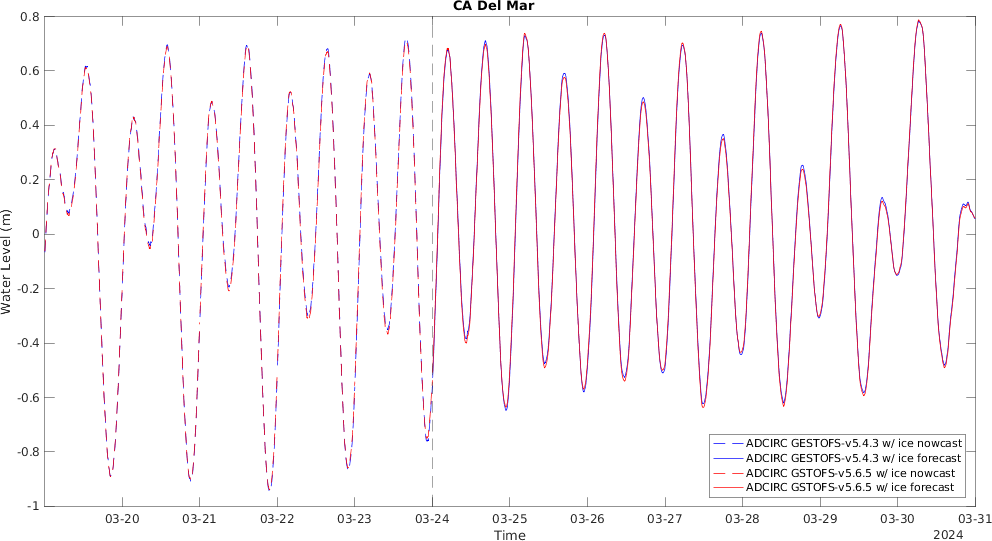 CA Del Mar
0.8
0.6
0.4
0.2
0
-0.2
-0.4
-0.6
-0.8
-1
Water Level (m)
03-20 03-21 03-22 03-23 03-24 03-25 03-26 03-27 03-28 03-29 03-30 03-31
Time
2024
ADCIRC GESTOFS-v5.4.3 w/ ice nowcast
ADCIRC GESTOFS-v5.4.3 w/ ice forecast
ADCIRC GSTOFS-v5.6.5 w/ ice nowcast
ADCIRC GSTOFS-v5.6.5 w/ ice forecast